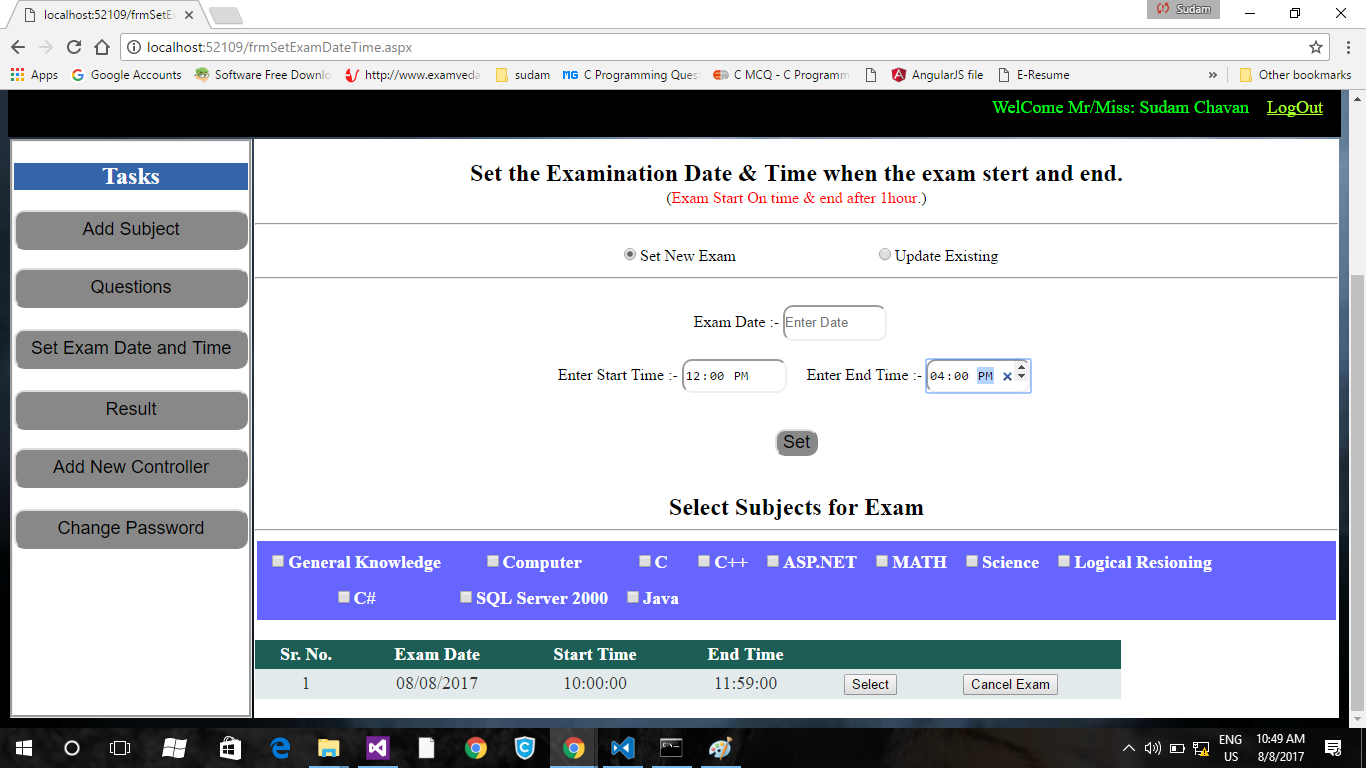 localhost:52109/frmSetE
Sudam
localhost:52109/frmSetExamDateTime.aspx
Apps Google Accounts Software Free Downlo http://www.examveda sudam MG C Programming Ques C MCQ - C Programm AngularJS file E-Resume » Other bookmarks
WelCome Mr/Miss: Sudam Chavan LogOut
Tasks
Add Subject
Questions
Set Exam Date and Time
Result
Add New Controller
Change Password
Set the Examination Date & Time when the exam stert and end.
(Exam Start On time & end after 1hour.)
Set New Exam Update Existing
Exam Date :- Enter Date
Enter Start Time :- 12:00 PM Enter End Time :- 04:00 PM
Set
Select Subjects for Exam
General Knowledge Computer C C++ ASP.NET MATH Science Logical Resioning
C# SQL Server 2000 Java
Sr. No. Exam Date Start Time End Time
1 08/08/2017 10:00:00 11:59:00 Select Cancel Exam
ENG 10:49 AM
US 8/8/2017